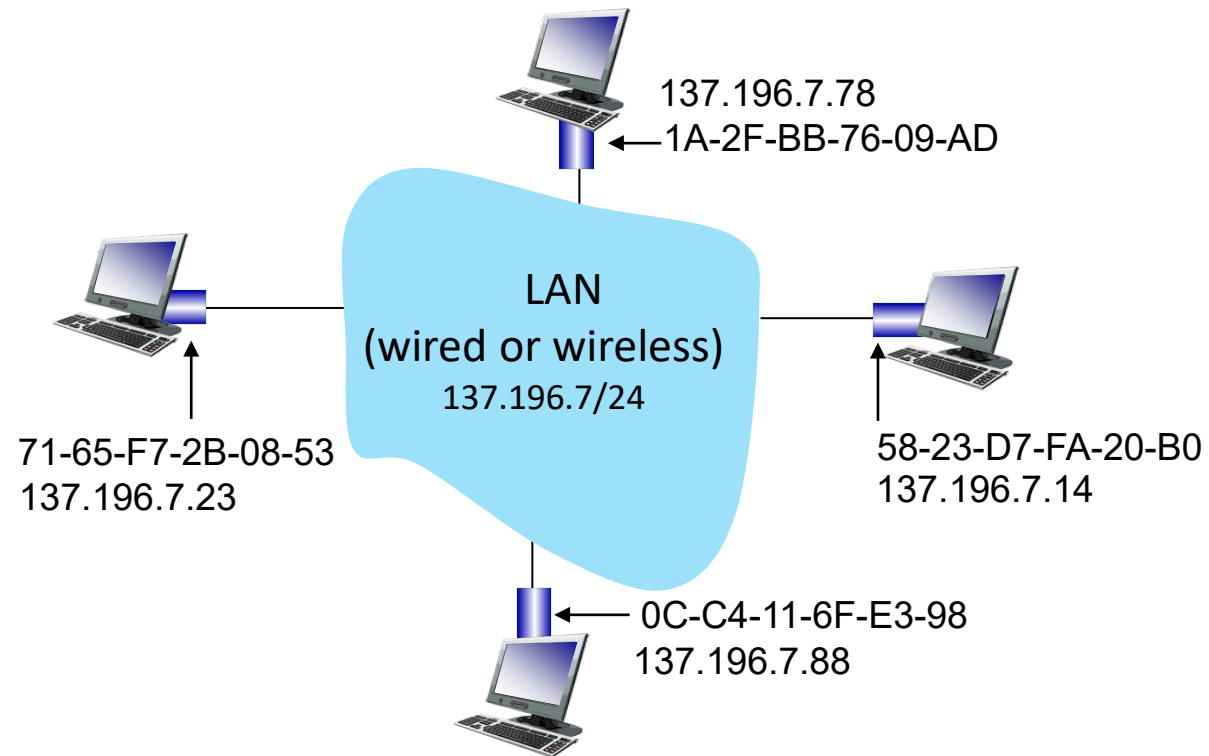 137.196.7.78
1A-2F-BB-76-09-AD
LAN
(wired or wireless)
137.196.7/24
71-65-F7-2B-08-53
137.196.7.23
58-23-D7-FA-20-B0
137.196.7.14
0C-C4-11-6F-E3-98
137.196.7.88